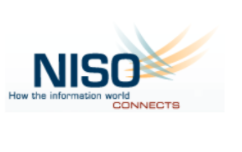 NISO
How the information world
CONNECTS